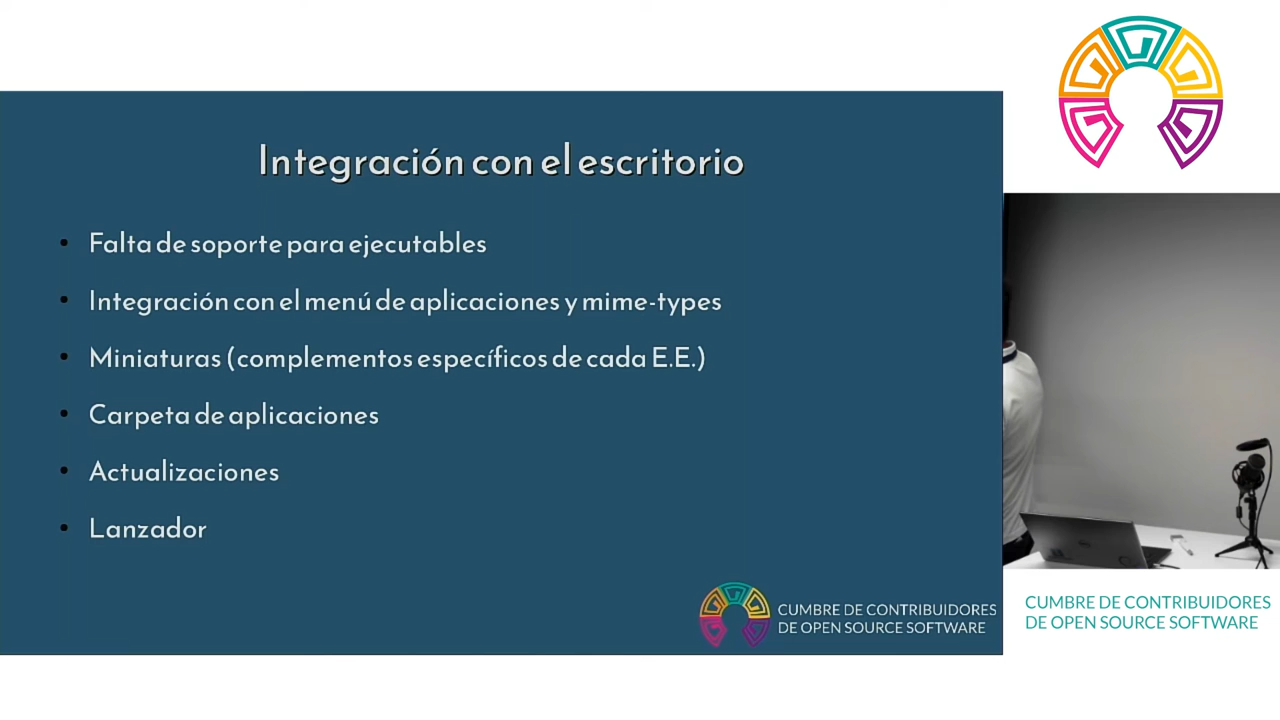 Integración con el escritorio
Falta de soporte para ejecutables
Integración con el menú de aplicaciones y mime-types
Miniaturas (complementos específicos de cada E.E.)
Carpeta de aplicaciones
Actualizaciones
Lanzador
CUMBRE DE CONTRIBUIDORES
DE OPEN SOURCE SOFTWARE
CUMBRE DE CONTRIBUIDORES
DE OPEN SOURCE SOFTWARE